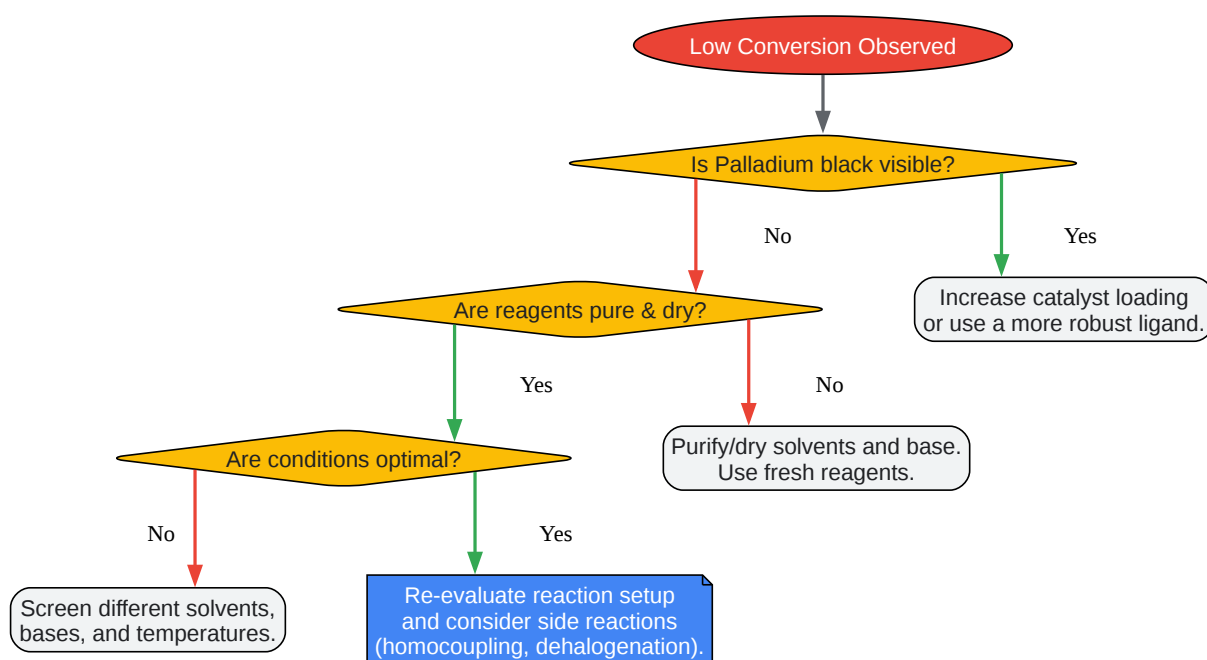 Low Conversion Observed
Is Palladium black visible?
No
Yes
Increase catalyst loading
or use a more robust ligand.
Are reagents pure & dry?
Yes
No
Purify/dry solvents and base.
Use fresh reagents.
Are conditions optimal?
No
Yes
Screen different solvents,
bases, and temperatures.
Re-evaluate reaction setup
and consider side reactions
(homocoupling, dehalogenation).